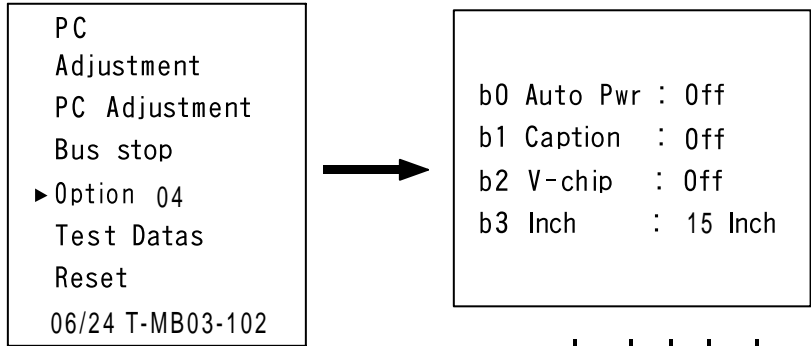 PC
Adjustment
PC Adjustment
Bus stop
►Option 04
Test Datas
Reset
06/24 T-MB03-102
b0 Auto Pwr : Off
b1 Caption : Off
b2 V-chip : Off
b3 Inch : 15 Inch